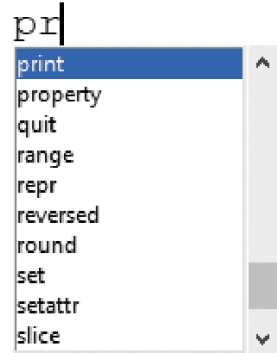 pr
print
property
quit
range
repr
reversed
round
set
setattr
slice